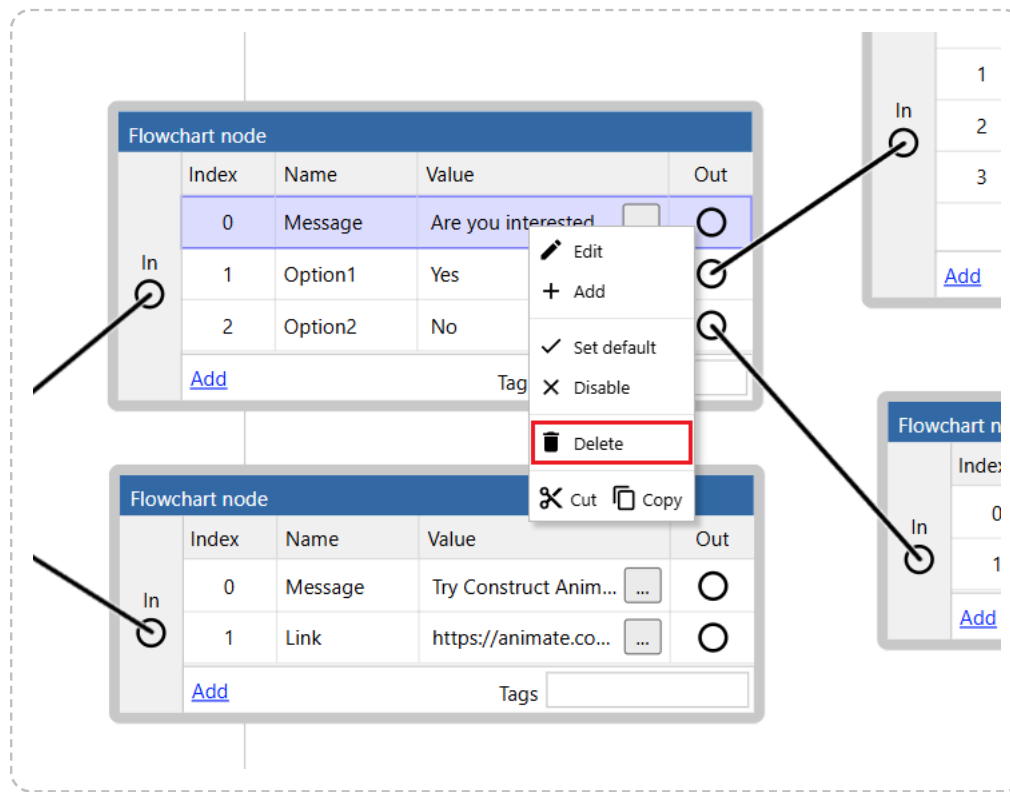 Flowchart node
Index Name Value Out
0 Message Are you interested
In
1 Option1 Yes
2 Option2 No
Add Tag
Edit
Add
Set default
Disable
Delete
Cut Copy
Flowchart node
Index Name Value Out
0 Message Try Construct Anim... ...
In
1 Link https://animate.co... ...
Add Tags
1
In
2
3
Add
Flowchart n
Index
0
In
1
Add